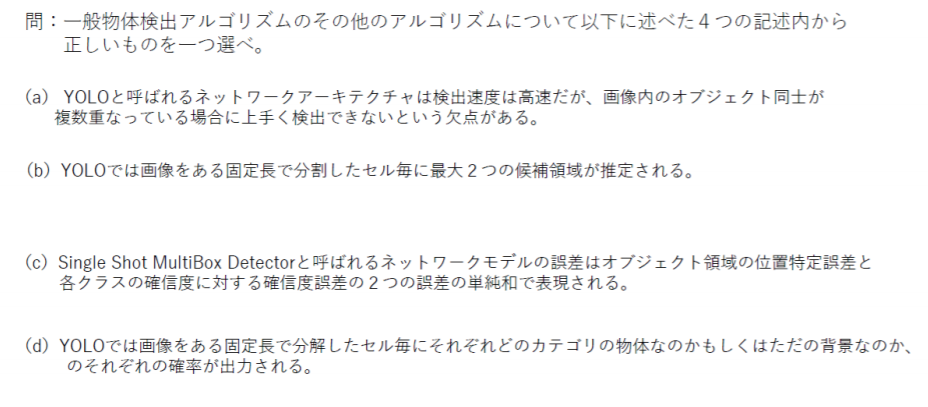 問：一般物体検出アルゴリズムのその他のアルゴリズムについて以下に述べた４つの記述内から
正しいものを一つ選べ。
（a） YOLOと呼ばれるネットワークアーキテクチャは検出速度は高速だが、画像内のオブジェクト同士が
複数重なっている場合に上手く検出できないという欠点がある。
（b）YOLOでは画像をある固定長で分割したセル毎に最大２つの候補領域が推定される。
（c）Single Shot MultiBox Detectorと呼ばれるネットワークモデルの誤差はオブジェクト領域の位置特定誤差と
各クラスの確信度に対する確信度誤差の２つの誤差の単純和で表現される。
（d）YOLOでは画像をある固定長で分解したセル毎にそれぞれどのカテゴリの物体なのかもしくはただの背景なのか、
のそれぞれの確率が出力される。